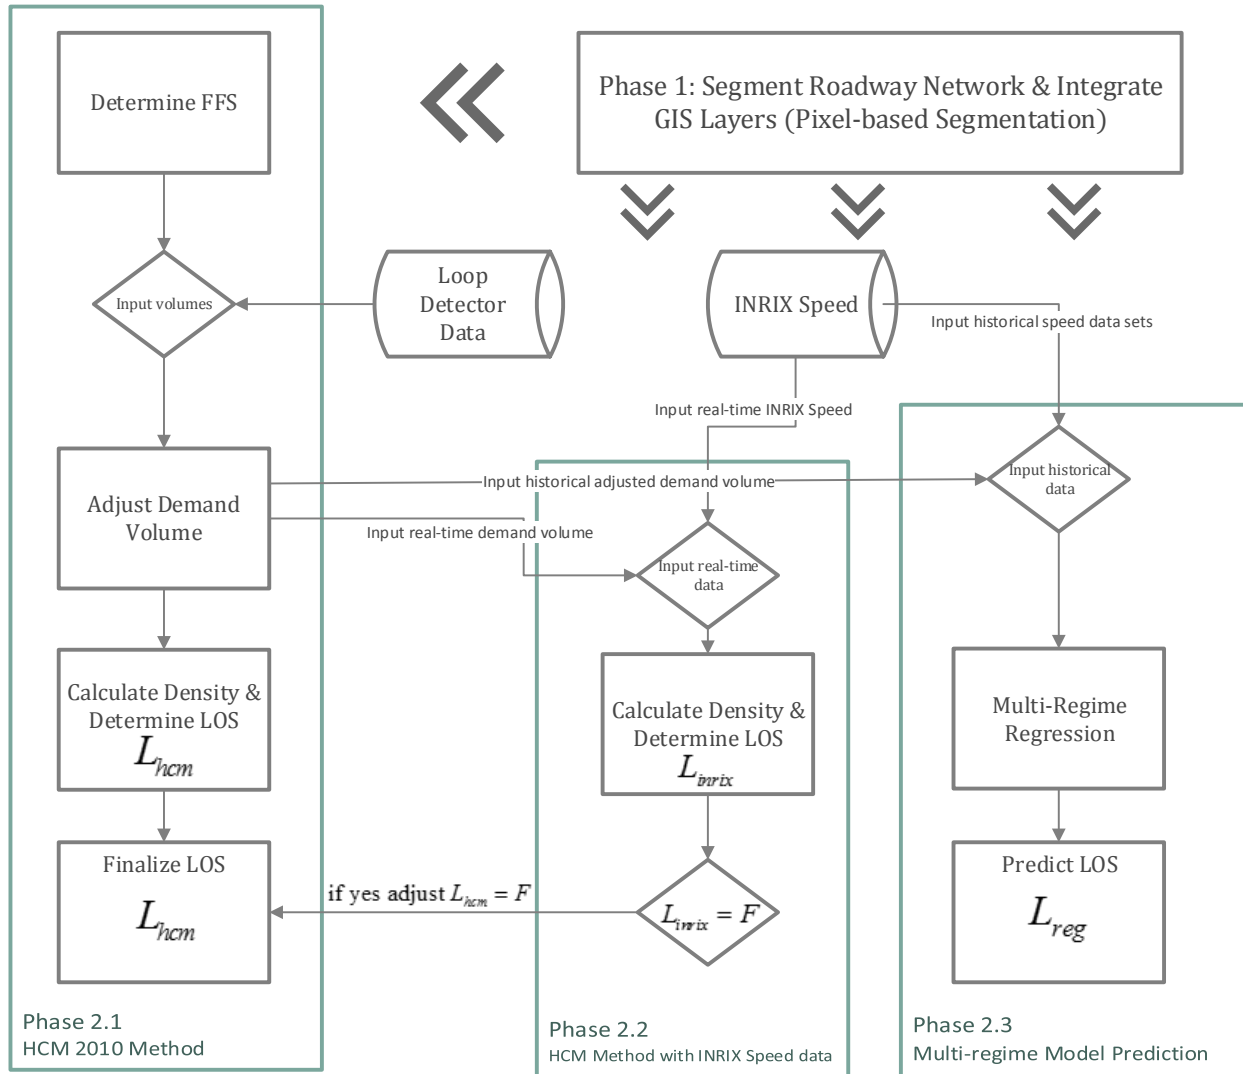 Determine FFS
Phase 1: Segment Roadway Network & Integrate
GIS Layers (Pixel-based Segmentation)
Input volumes
Loop
Detector
Data
INRIX Speed
Input historical speed data sets
Input real-time INRIX Speed
Adjust Demand
Volume
Input historical adjusted demand volume
Input real-time demand volume
Input historical
data
Input real-time
data
Calculate Density &
Determine LOS
L_hcm
Calculate Density &
Determine LOS
L_inrix
Multi-Regime
Regression
Finalize LOS
L_hcm
if yes adjust L_hcm = F
L_inrix = F
Predict LOS
L_reg
Phase 2.1
HCM 2010 Method
Phase 2.2
HCM Method with INRIX Speed data
Phase 2.3
Multi-regime Model Prediction